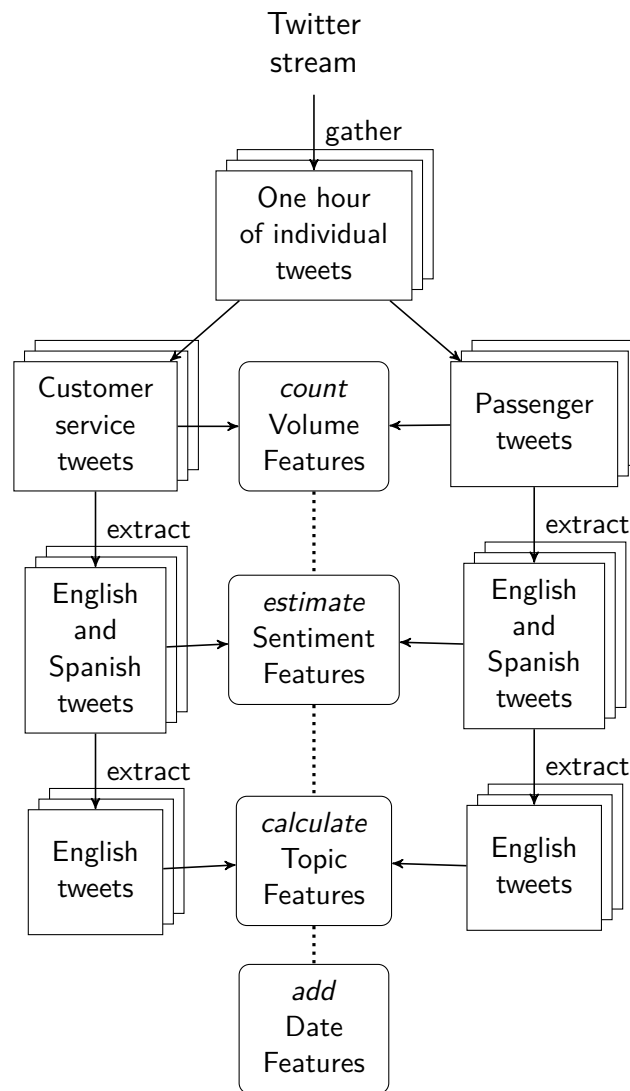 Twitter
stream
gather
One hour
of individual
tweets
Customer
service
tweets
count
Volume
Features
Passenger
tweets
extract
extract
English
and
Spanish
tweets
estimate
Sentiment
Features
English
and
Spanish
tweets
extract
extract
English
tweets
calculate
Topic
Features
English
tweets
add
Date
Features